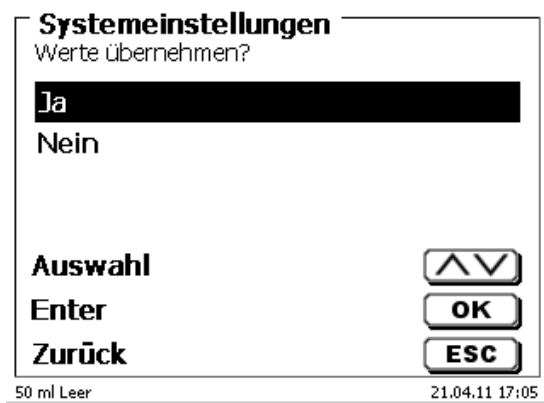 Systemeinstellungen
Werte übernehmen?
Ja
Nein
Auswahl
Enter OK
Zurück ESC
50 ml Leer 21.04.11 17:05